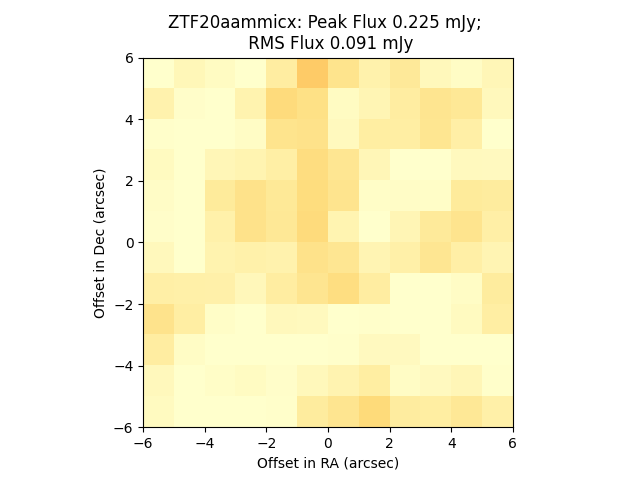 ZTF20aammicx: Peak Flux 0.225 mJy;
RMS Flux 0.091 mJy
6
4
2
0
−2
−4
−6
Offset in Dec (arcsec)
−6 −4 −2 0 2 4 6
Offset in RA (arcsec)